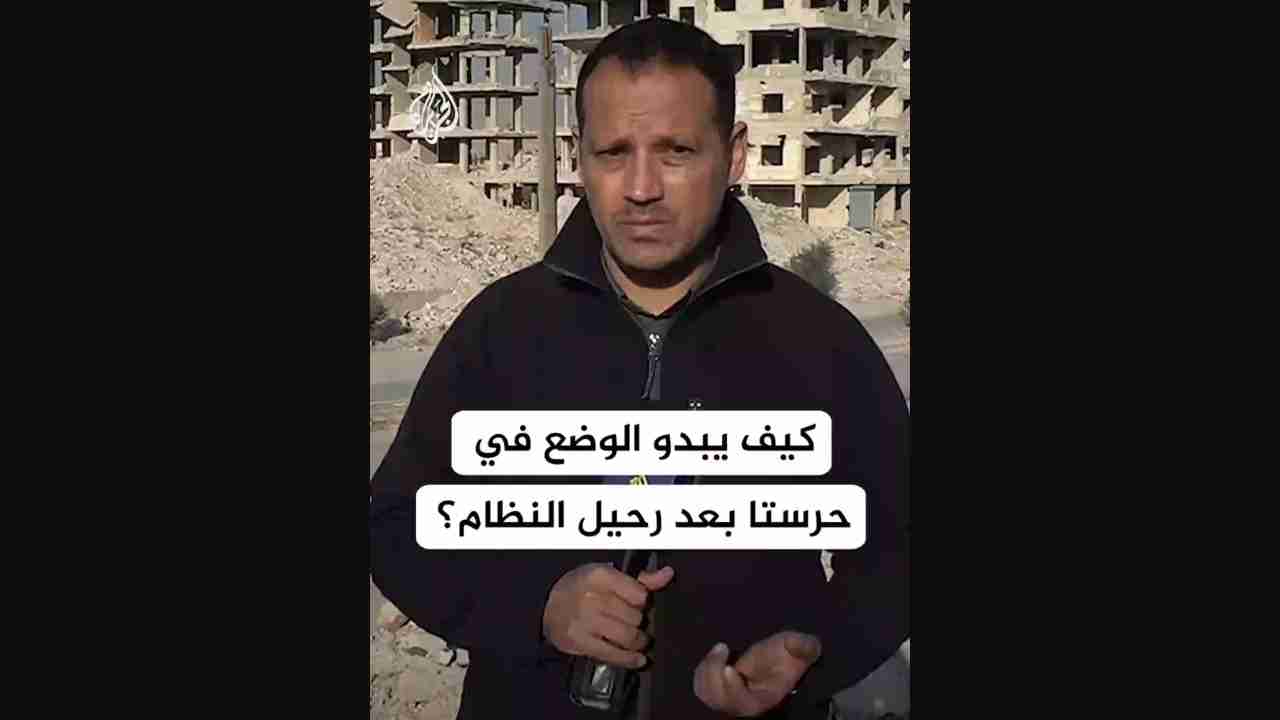 كيف يبدو الوضع في
حرستا بعد رحيل النظام؟